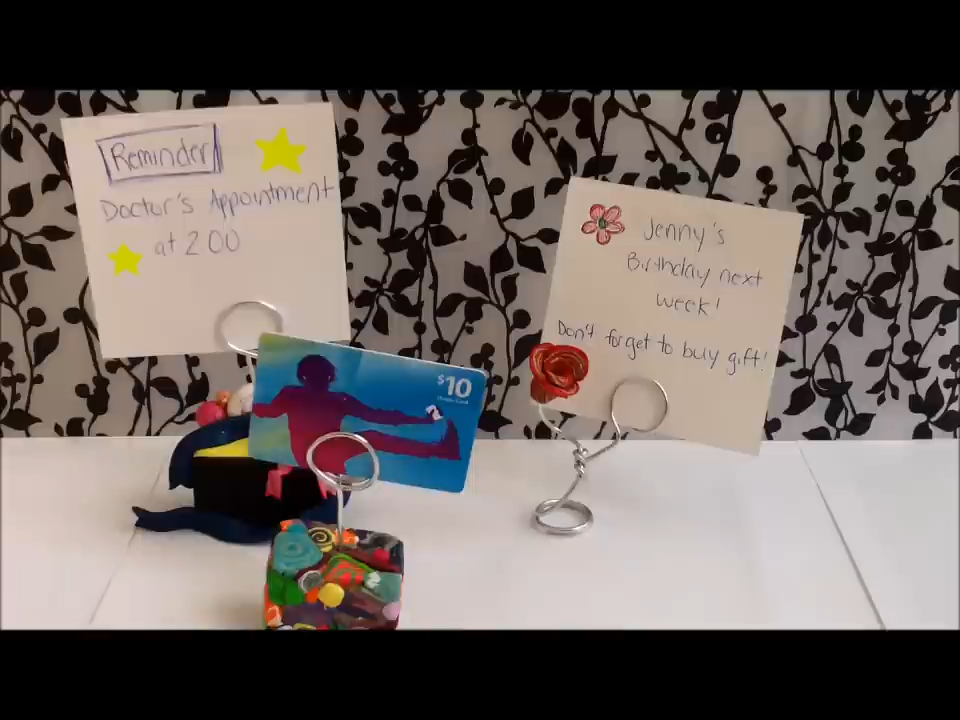 Reminder
Doctor's Appointment
at 2 00
$10
Jenny's
Birthday next
week!
Don't forget to buy gift!